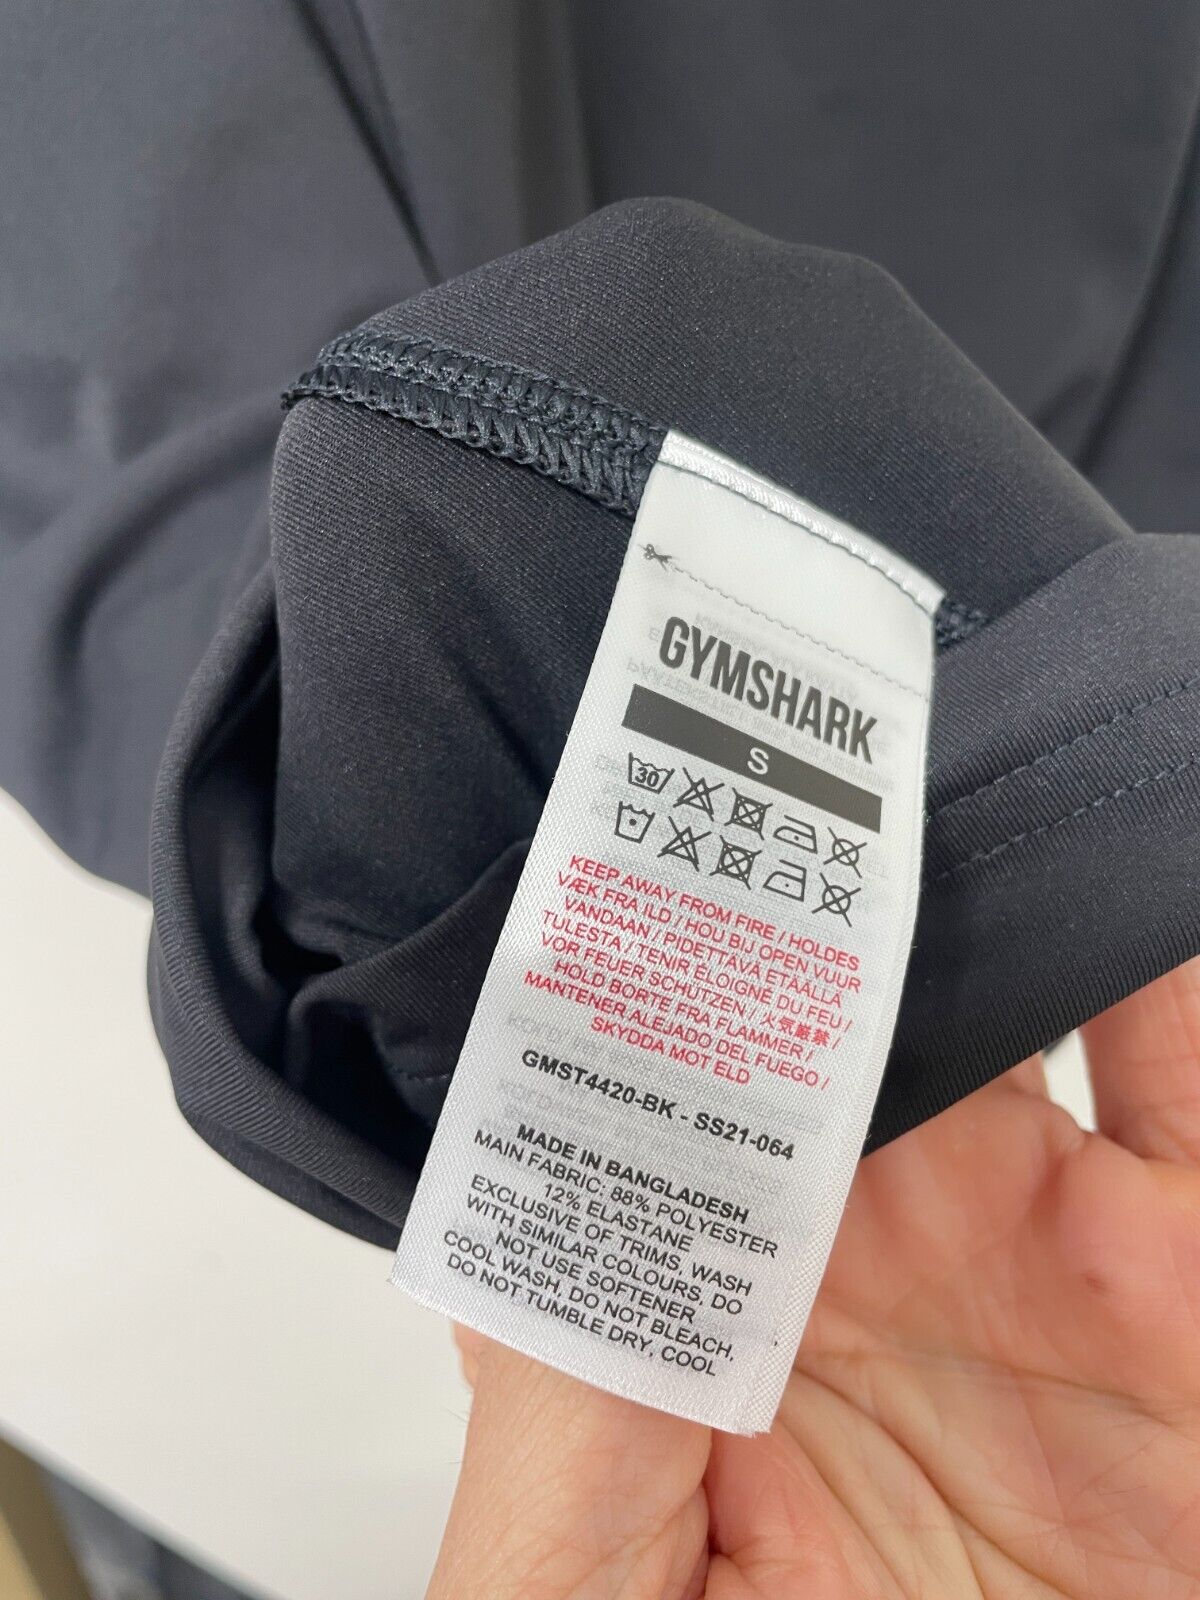 GYMSHARK
S
30
KEEP AWAY FROM FIRE / HOLDES
VÆK FRA ILD / HOU BIJ OPEN VUUR
VANDAAN / PIDETTÄVÄ ETÄÄLLÄ
TULESTA / TENIR ÉLOIGNÉ DU FEU /
VOR FEUER SCHÜTZEN / 火気厳禁 /
HOLD BORTE FRA FLAMMER /
MANTENER ALEJADO DEL FUEGO /
SKYDDA MOT ELD
GMST4420-BK - SS21-064
MADE IN BANGLADESH
MAIN FABRIC: 88% POLYESTER
12% ELASTANE
EXCLUSIVE OF TRIMS, WASH
WITH SIMILAR COLOURS, DO
NOT USE SOFTENER
COOL WASH, DO NOT BLEACH,
DO NOT TUMBLE DRY, COOL